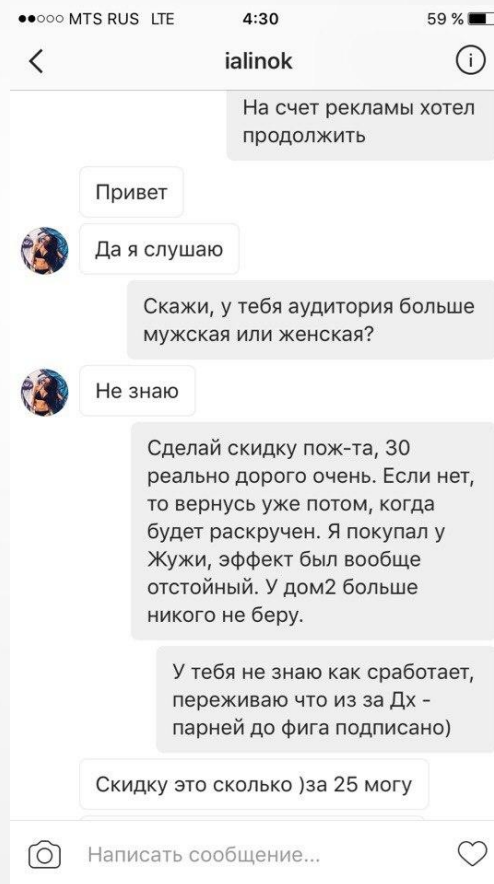 MTS RUS LTE 4:30 59 %
ialinok
На счет рекламы хотел
продолжить
Привет
Да я слушаю
Скажи, у тебя аудитория больше
мужская или женская?
Не знаю
Сделай скидку пож-та, 30
реально дорого очень. Если нет,
то вернусь уже потом, когда
будет раскручен. Я покупал у
Жужи, эффект был вообще
отстойный. У дом2 больше
никого не беру.
У тебя не знаю как сработает,
переживаю что из за Дх -
парней до фига подписано)
Скидку это сколько )за 25 могу
Написать сообщение...